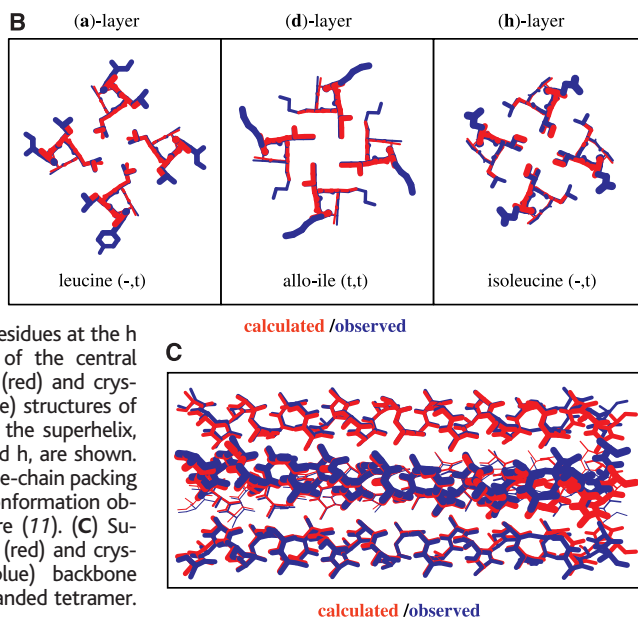 B
(a)-layer (d)-layer (h)-layer
leucine (-,t) allo-ile (t,t) isoleucine (-,t)
calculated /observed
esidues at the h
of the central
(red) and crys-
e) structures of
the superhelix,
d h, are shown.
e-chain packing
onformation ob-
re (11). (C) Su-
(red) and crys-
lue) backbone
anded tetramer.
C
calculated /observed